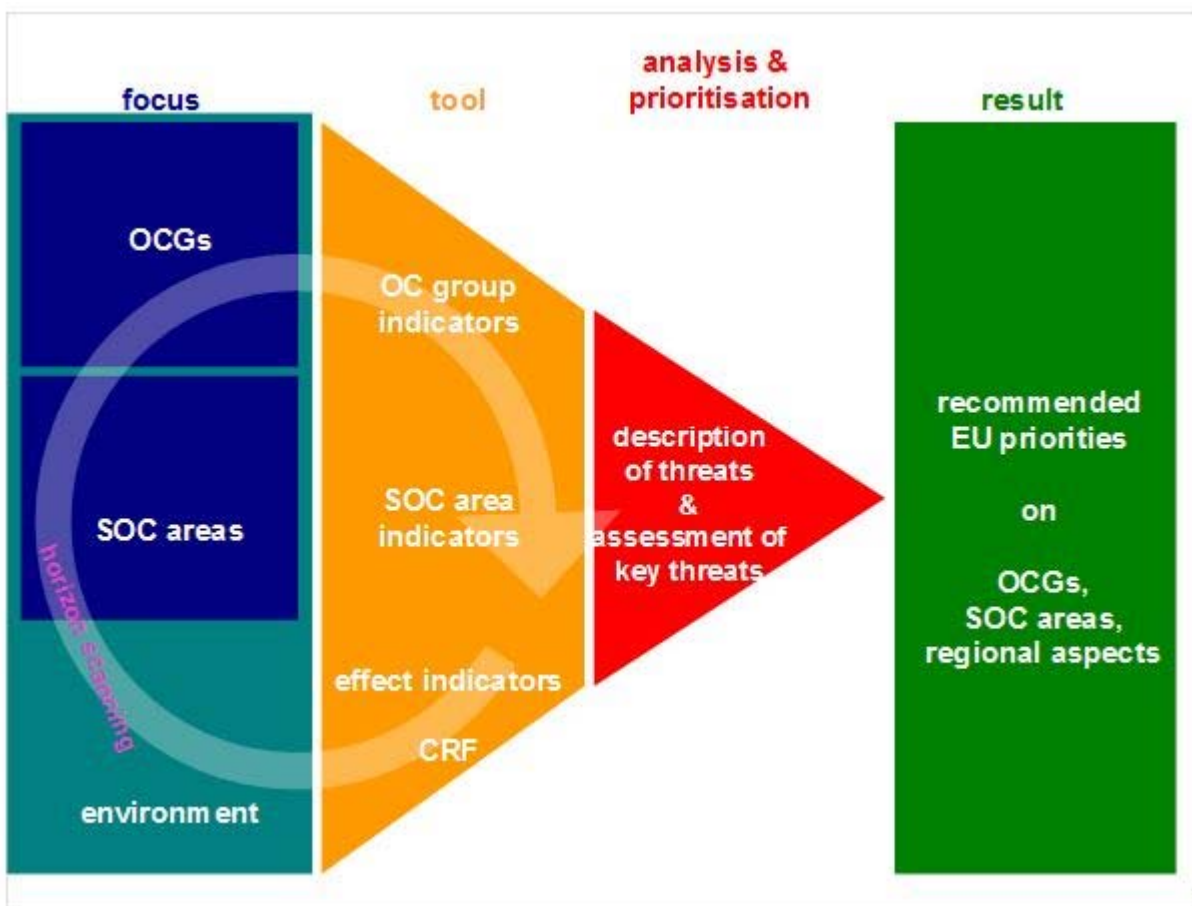 focus
tool
analysis &
prioritisation
result
OCGs
SOC areas
horizon scanning
environment
OC group
indicators
SOC area
indicators
effect indicators
CRF
description
of threats
&
assessment of
key threats
recommended
EU priorities
on
OCGs,
SOC areas,
regional aspects